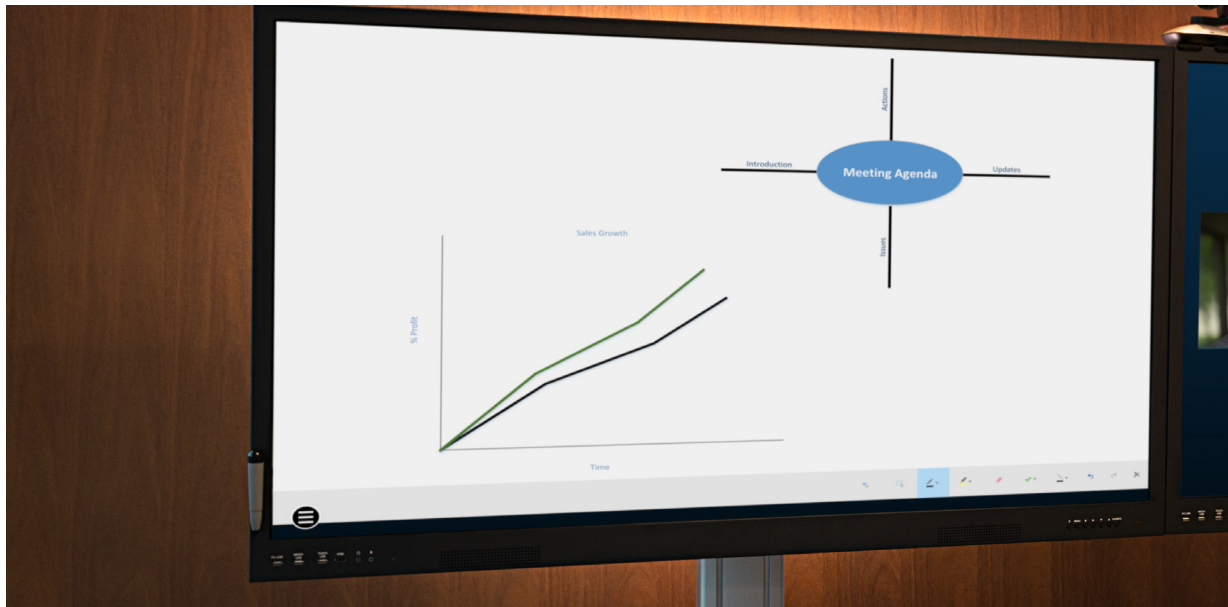 Actions
Introduction
Meeting Agenda
Updates
Issues
Sales Growth
% Profit
Time